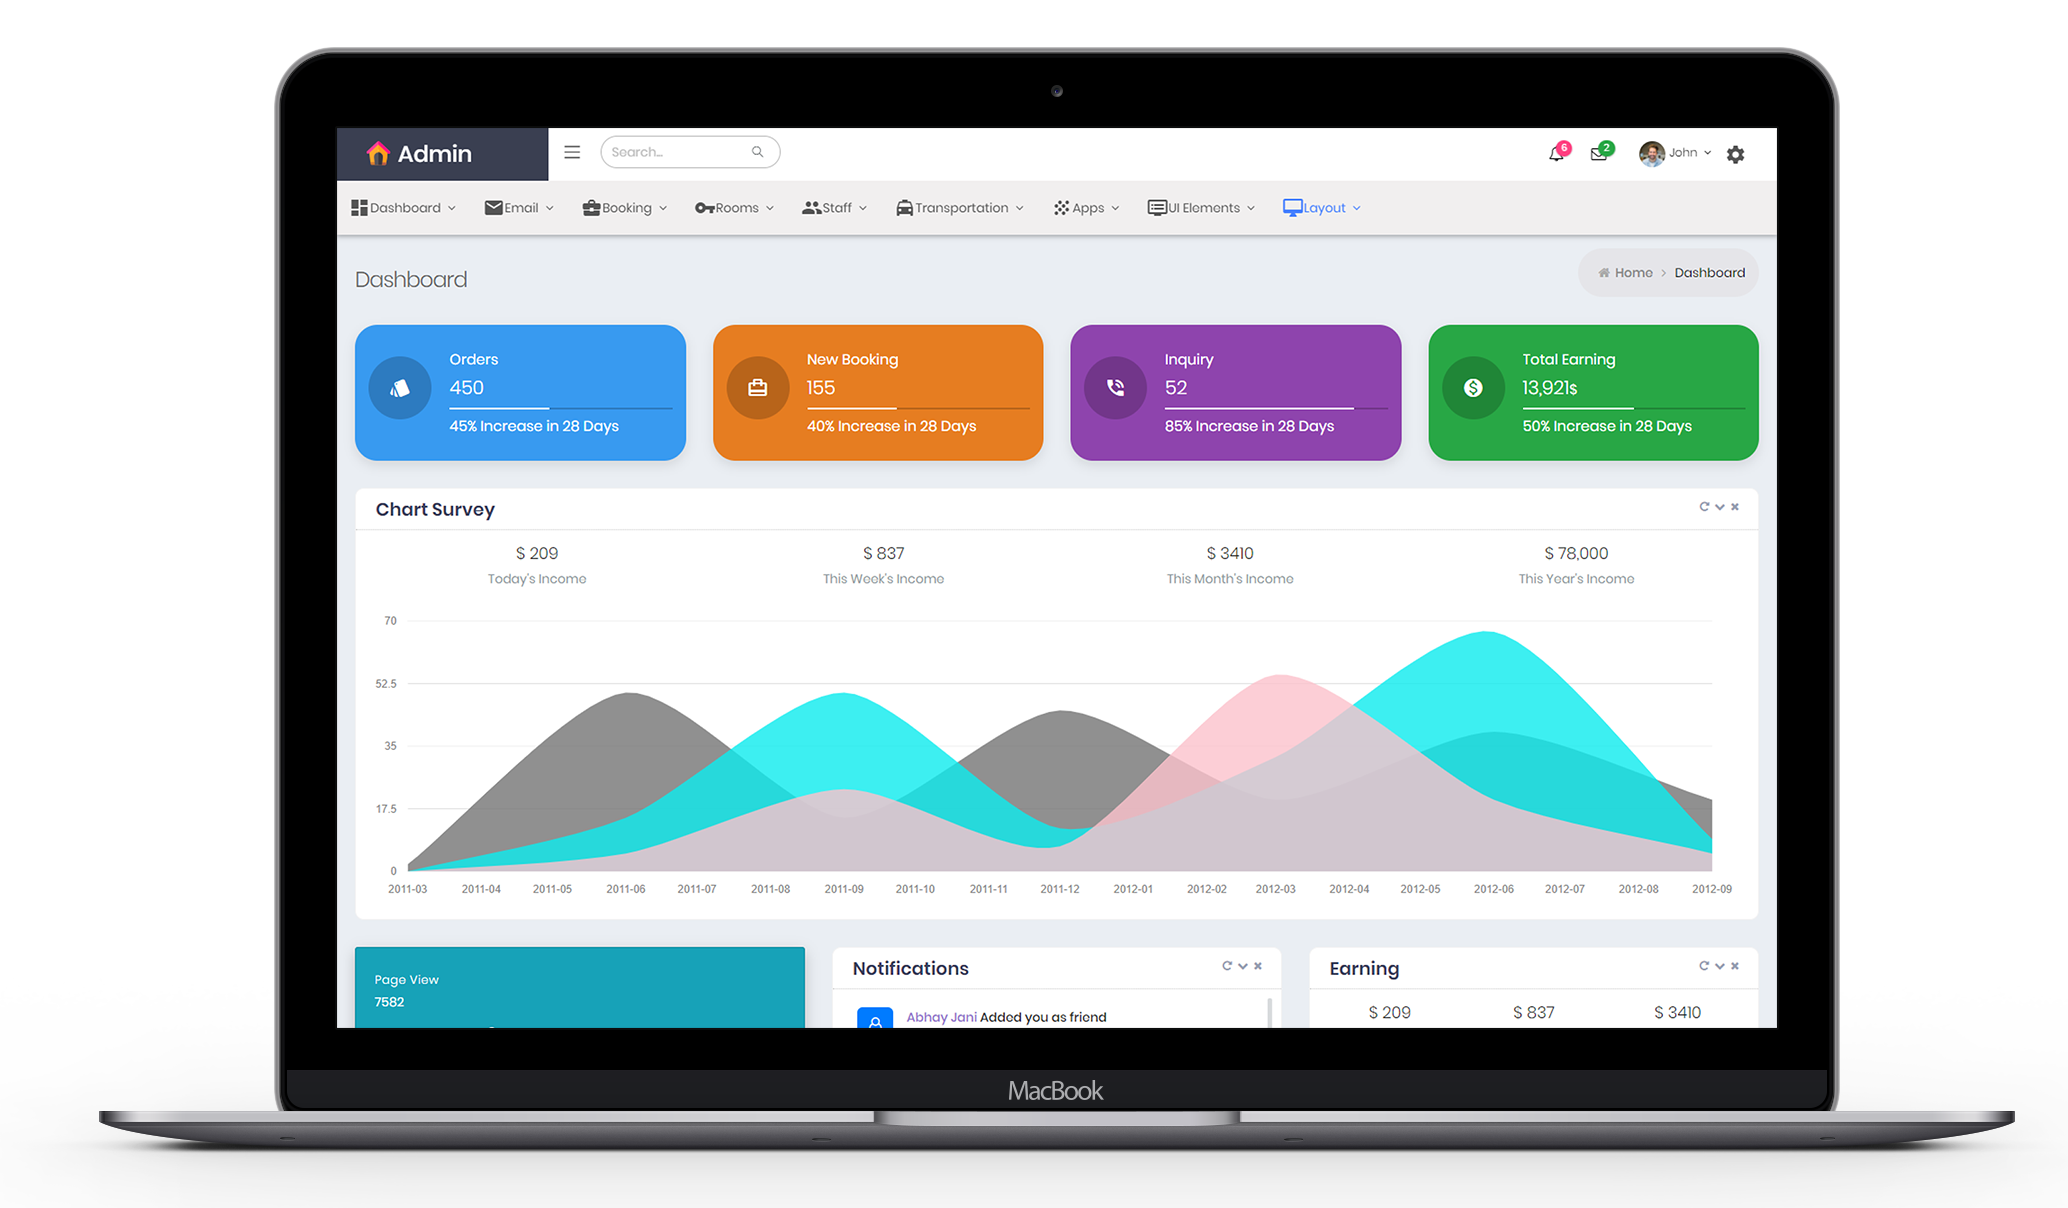 Admin
Search...
6
2
John
Dashboard
Email
Booking
Rooms
Staff
Transportation
Apps
UI Elements
Layout
Dashboard
Home > Dashboard
Orders
450
45% Increase in 28 Days
New Booking
155
40% Increase in 28 Days
Inquiry
52
85% Increase in 28 Days
Total Earning
13,921$
50% Increase in 28 Days
Chart Survey
$ 209
Today's Income
$ 837
This Week's Income
$ 3410
This Month's Income
$ 78,000
This Year's Income
70
52.5
35
17.5
0
2011-03
2011-04
2011-05
2011-06
2011-07
2011-08
2011-09
2011-10
2011-11
2011-12
2012-01
2012-02
2012-03
2012-04
2012-05
2012-06
2012-07
2012-08
2012-09
Page View
7582
Notifications
Abhay Jani Added you as friend
Earning
$ 209
$ 837
$ 3410
MacBook